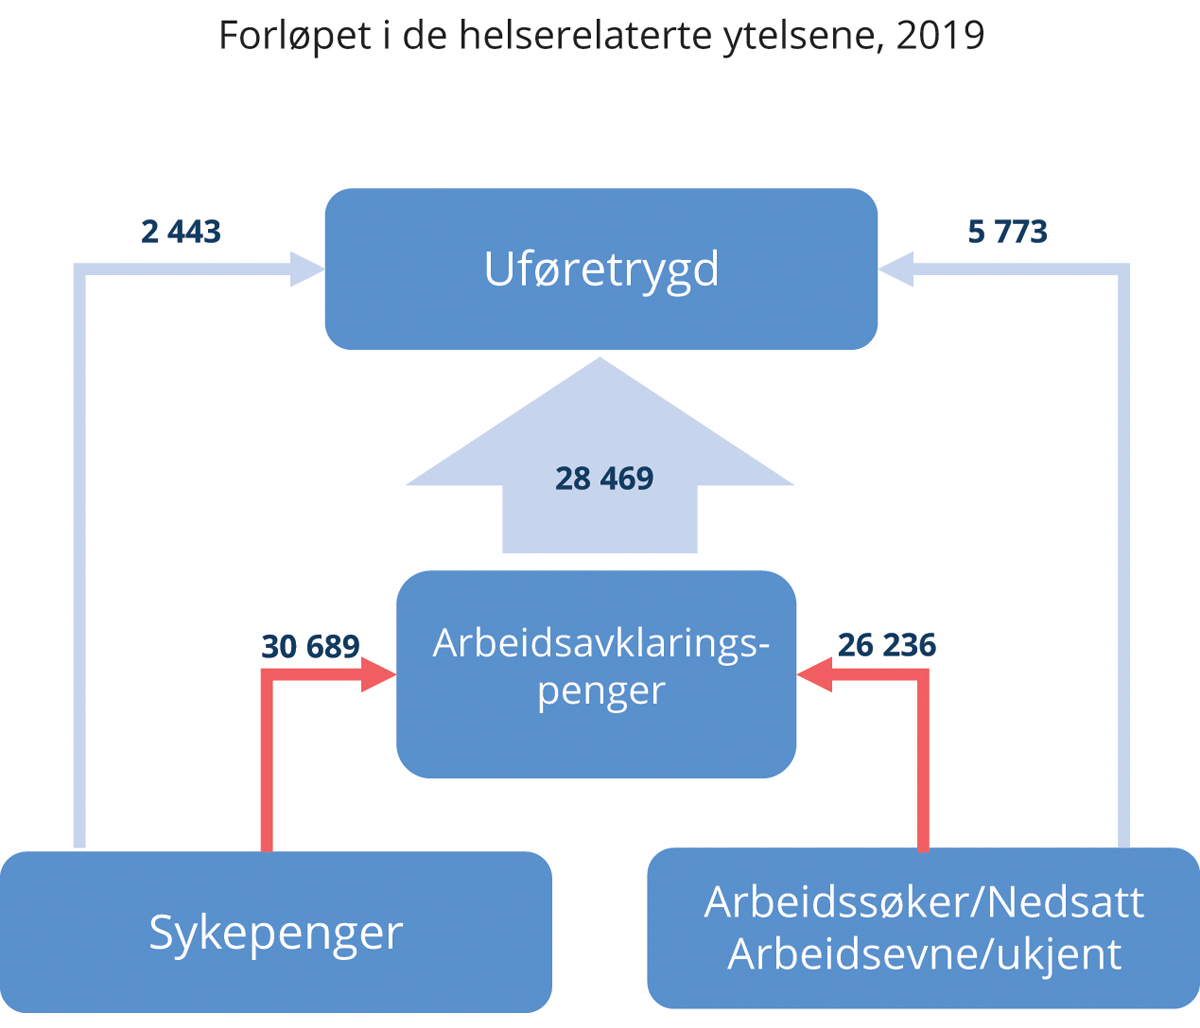 Forløpet i de helserelaterte ytelsene, 2019
2 443
5 773
Uføretrygd
28 469
30 689
26 236
Arbeidsavklarings-
penger
Sykepenger
Arbeidssøker/Nedsatt
Arbeidsevne/ukjent